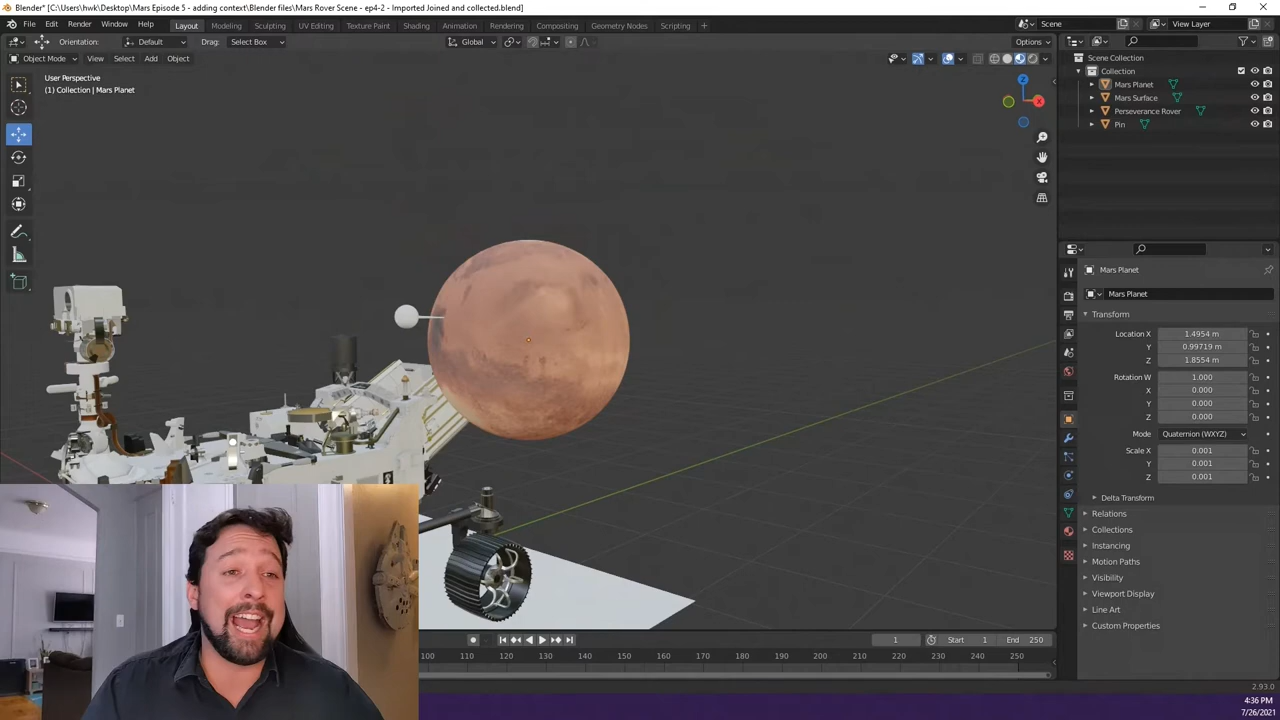 Blender* [C:\Users\hwk\Desktop\Mars Episode 5 - adding context\Blender files\Mars Rover Scene - ep4-2 - Imported Joined and collected.blend]
File Edit Render Window Help Layout Modeling Sculpting UV Editing Texture Paint Shading Animation Rendering Compositing Geometry Nodes Scripting + Scene View Layer
Orientation: Default Drag: Select Box Global Options
Object Mode View Select Add Object
User Perspective
(1) Collection | Mars Planet
Z
X
Scene Collection
Collection
Mars Planet
Mars Surface
Perseverance Rover
Pin
Mars Planet
Mars Planet
Transform
Location X 1.4954 m
Y 0.99719 m
Z 1.8554 m
Rotation W 1.000
X 0.000
Y 0.000
Z 0.000
Mode Quaternion (WXYZ)
Scale X 0.001
Y 0.001
Z 0.001
Delta Transform
Relations
Collections
Instancing
Motion Paths
Visibility
Viewport Display
Line Art
Custom Properties
1 Start 1 End 250
100 110 120 130 140 150 160 170 180 190 200 210 220 230 240 250
2.93.0
4:36 PM
7/26/2021